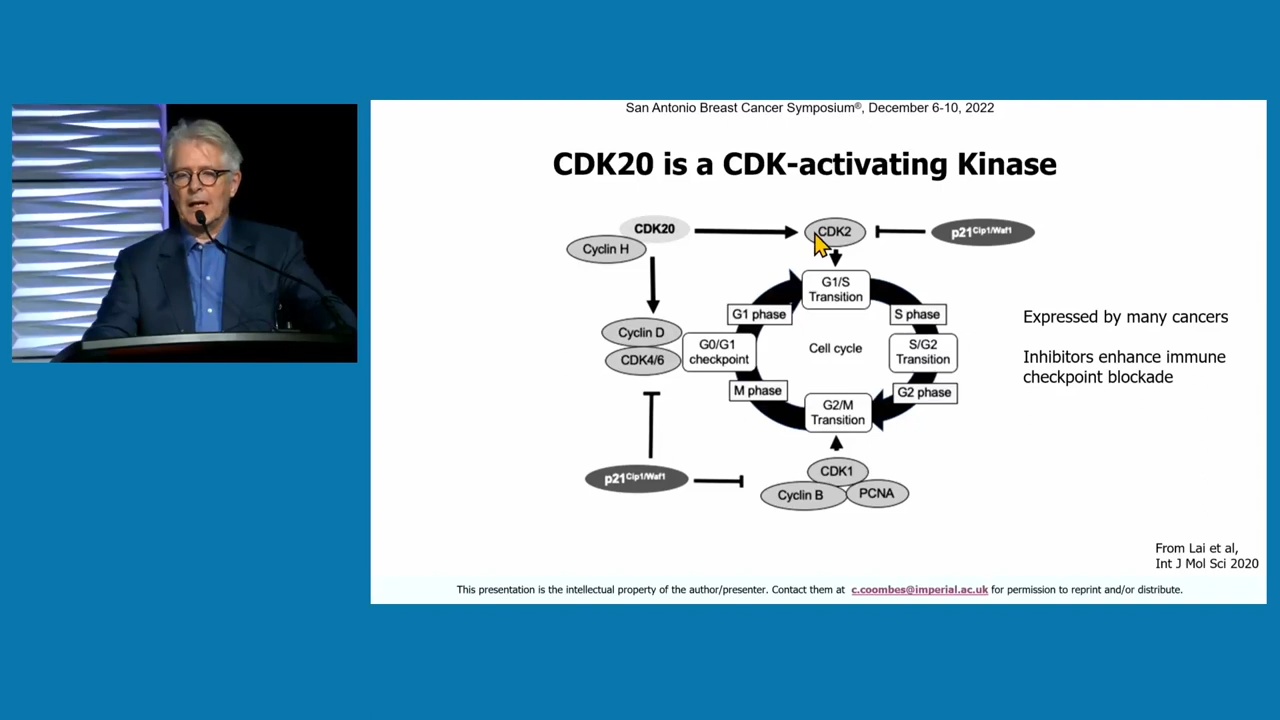 San Antonio Breast Cancer Symposium®, December 6-10, 2022
CDK20 is a CDK-activating Kinase
CDK20
Cyclin H
CDK2
p21Cip1/Waf1
G1/S
Transition
G1 phase
S phase
Cyclin D
CDK4/6
G0/G1
checkpoint
Cell cycle
S/G2
Transition
M phase
G2 phase
G2/M
Transition
p21Cip1/Waf1
CDK1
Cyclin B
PCNA
Expressed by many cancers
Inhibitors enhance immune
checkpoint blockade
From Lai et al,
Int J Mol Sci 2020
This presentation is the intellectual property of the author/presenter. Contact them at c.coombes@imperial.ac.uk for permission to reprint and/or distribute.